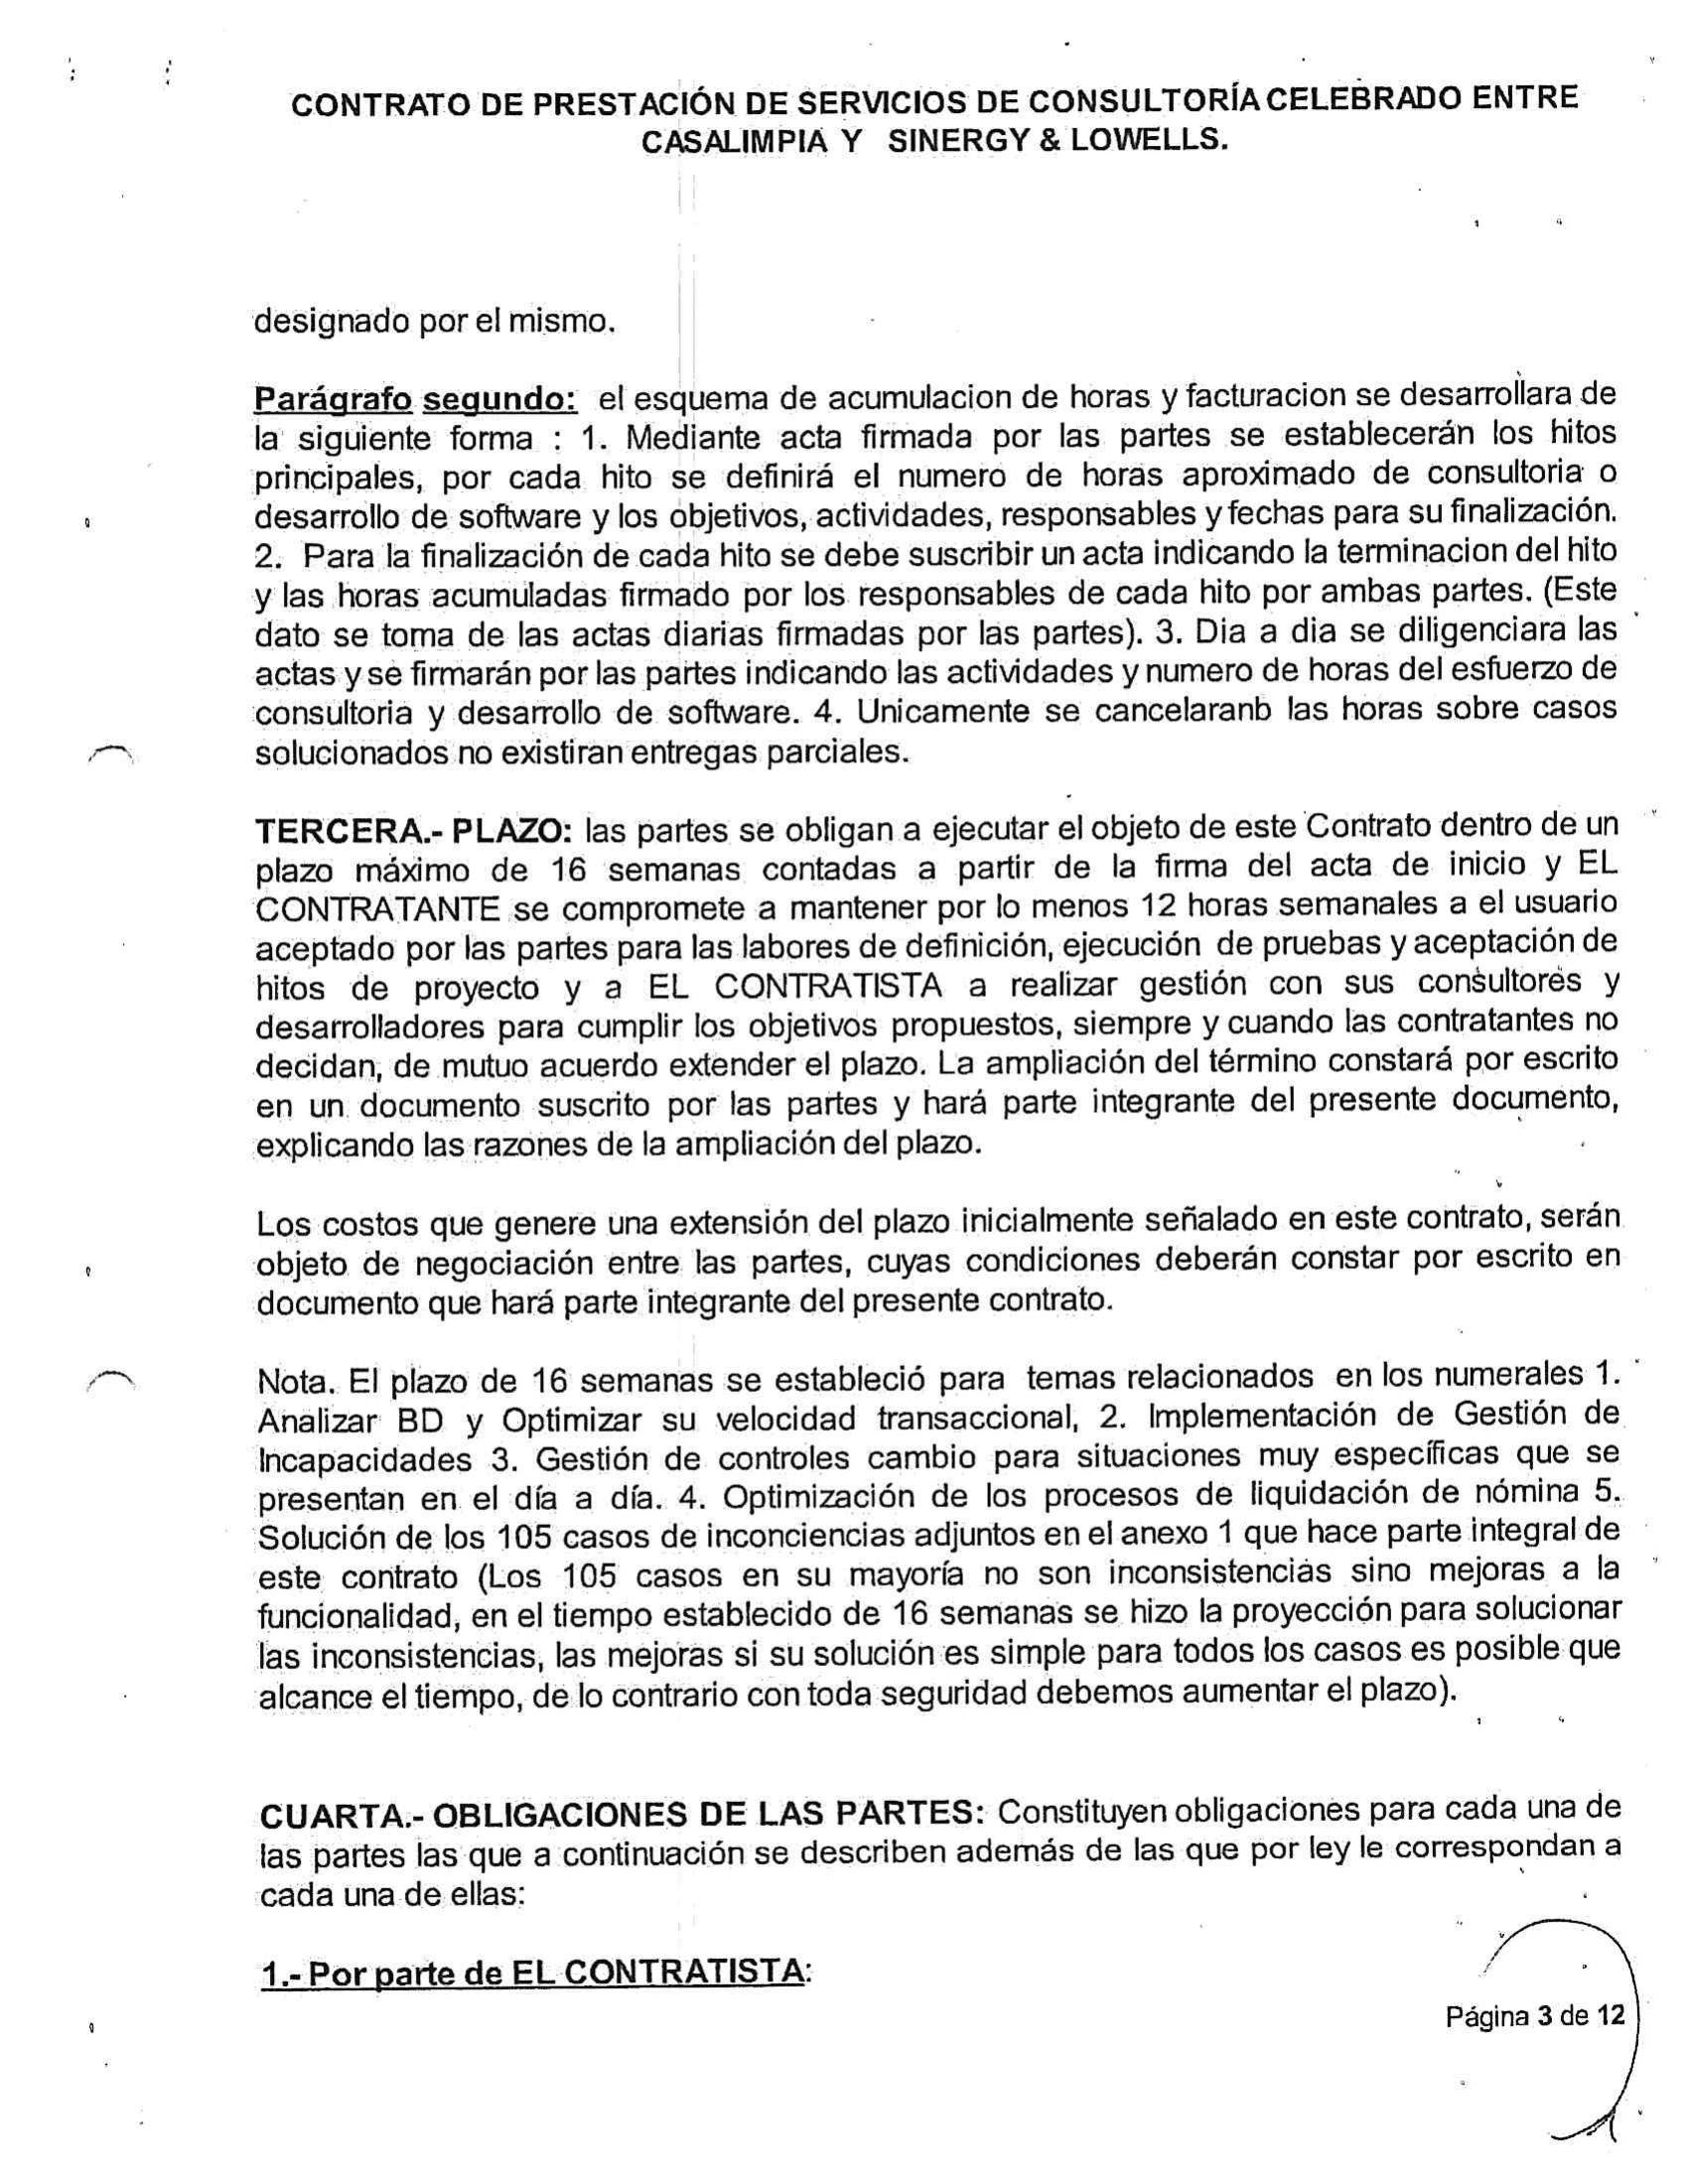 CONTRATO DE PRESTACIÓN DE SERVICIOS DE CONSULTORÍA CELEBRADO ENTRE
CASALIMPIA Y SINERGY & LOWELLS.
designado por el mismo.
Parágrafo segundo: el esquema de acumulacion de horas y facturacion se desarrollara de
la siguiente forma : 1. Mediante acta firmada por las partes se establecerán los hitos
principales, por cada hito se definirá el numero de horas aproximado de consultoria o
desarrollo de software y los objetivos, actividades, responsables y fechas para su finalización.
2. Para la finalización de cada hito se debe suscribir un acta indicando la terminacion del hito
y las horas acumuladas firmado por los responsables de cada hito por ambas partes. (Este
dato se toma de las actas diarias firmadas por las partes). 3. Dia a dia se diligenciara las
actas y se firmarán por las partes indicando las actividades y numero de horas del esfuerzo de
consultoria y desarrollo de software. 4. Unicamente se cancelaranb las horas sobre casos
solucionados no existiran entregas parciales.
TERCERA.- PLAZO: las partes se obligan a ejecutar el objeto de este Contrato dentro de un
plazo máximo de 16 semanas contadas a partir de la firma del acta de inicio y EL
CONTRATANTE se compromete a mantener por lo menos 12 horas semanales a el usuario
aceptado por las partes para las labores de definición, ejecución de pruebas y aceptación de
hitos de proyecto y a EL CONTRATISTA a realizar gestión con sus consultores y
desarrolladores para cumplir los objetivos propuestos, siempre y cuando las contratantes no
decidan, de mutuo acuerdo extender el plazo. La ampliación del término constará por escrito
en un documento suscrito por las partes y hará parte integrante del presente documento,
explicando las razones de la ampliación del plazo.
Los costos que genere una extensión del plazo inicialmente señalado en este contrato, serán
objeto de negociación entre las partes, cuyas condiciones deberán constar por escrito en
documento que hará parte integrante del presente contrato.
Nota. El plazo de 16 semanas se estableció para temas relacionados en los numerales 1.
Analizar BD y Optimizar su velocidad transaccional, 2. Implementación de Gestión de
Incapacidades 3. Gestión de controles cambio para situaciones muy específicas que se
presentan en el día a día. 4. Optimización de los procesos de liquidación de nómina 5.
Solución de los 105 casos de inconciencias adjuntos en el anexo 1 que hace parte integral de
este contrato (Los 105 casos en su mayoría no son inconsistencias sino mejoras a la
funcionalidad, en el tiempo establecido de 16 semanas se hizo la proyección para solucionar
las inconsistencias, las mejoras si su solución es simple para todos los casos es posible que
alcance el tiempo, de lo contrario con toda seguridad debemos aumentar el plazo).
CUARTA.- OBLIGACIONES DE LAS PARTES: Constituyen obligaciones para cada una de
las partes las que a continuación se describen además de las que por ley le correspondan a
cada una de ellas:
1.- Por parte de EL CONTRATISTA:
Página 3 de 12